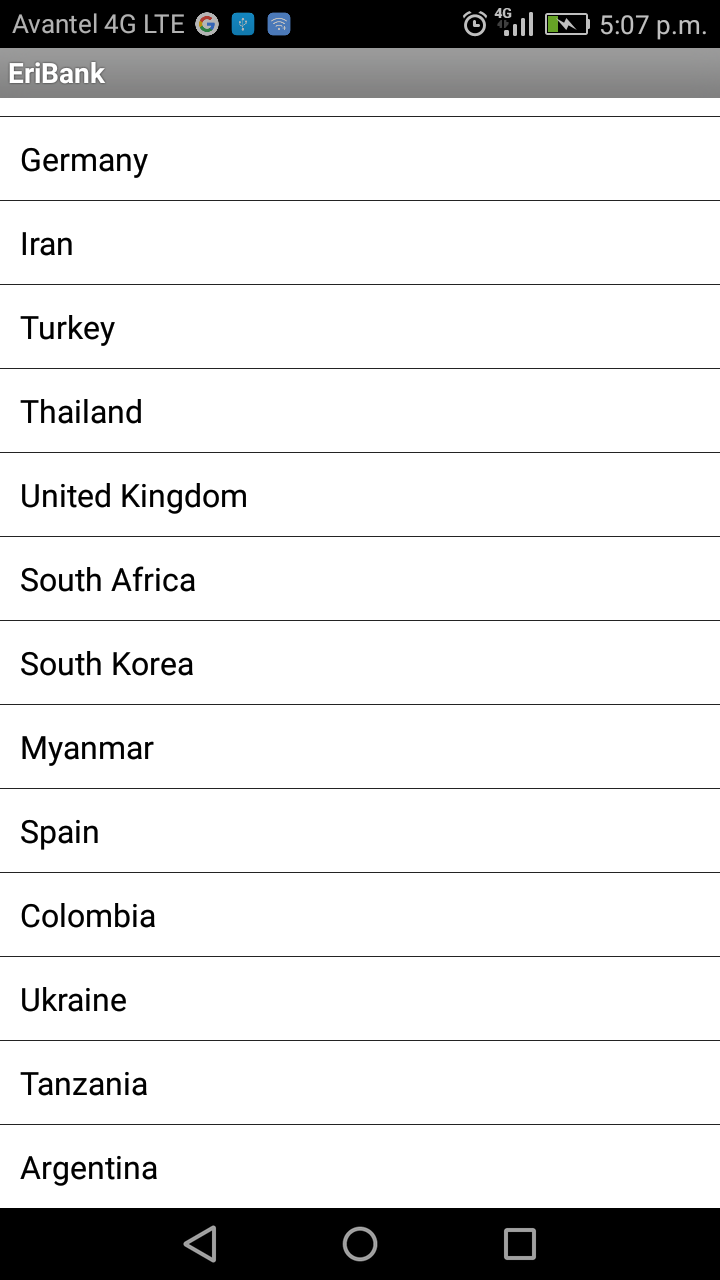 Avantel 4G LTE 4G 5:07 p.m.
EriBank
Germany
Iran
Turkey
Thailand
United Kingdom
South Africa
South Korea
Myanmar
Spain
Colombia
Ukraine
Tanzania
Argentina